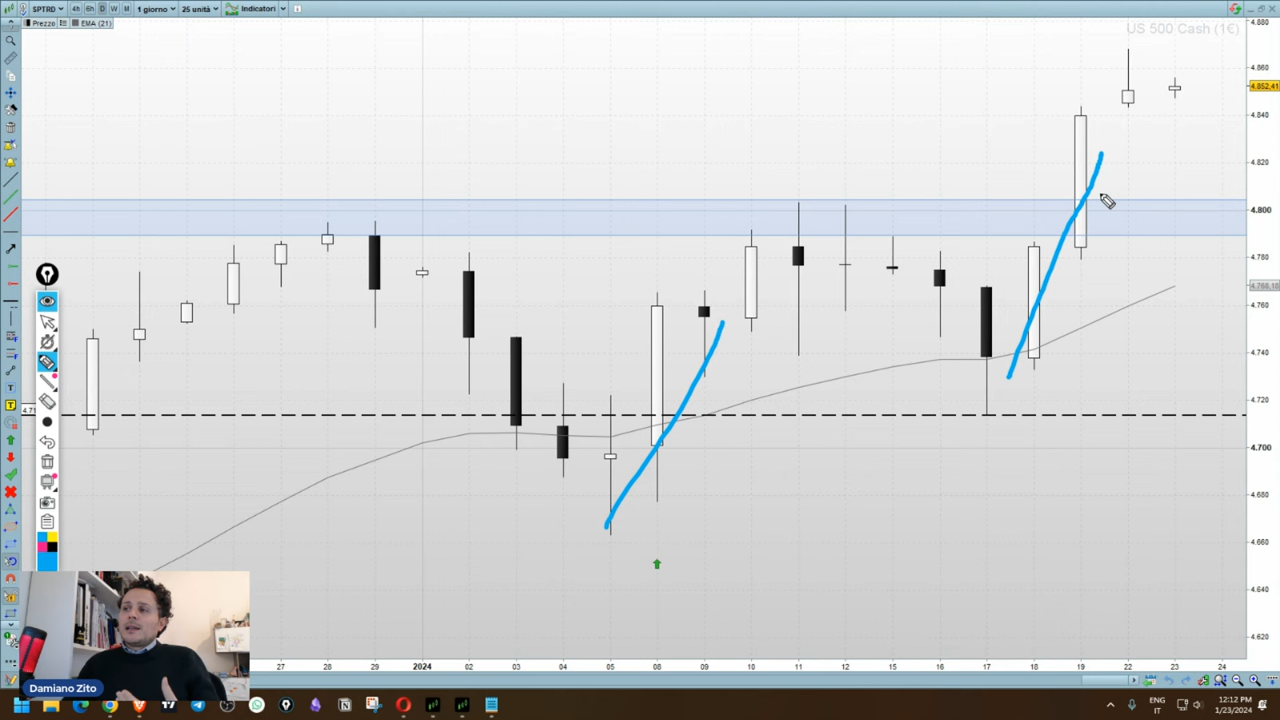 SPTRD 4h 6h D W M 1 giorno 25 unità Indicatori
Prezzo EMA (21)
US 500 Cash (1€)
4.880
4.860
4.852,41
4.840
4.820
4.800
4.780
4.760
4.740
4.720
4.700
4.680
4.660
4.640
4.620
27 28 29 2024 02 03 04 05 08 09 10 11 12 15 16 17 18 19 22 23 24
Damiano Zito
ENG
IT
12:12 PM
1/23/2024